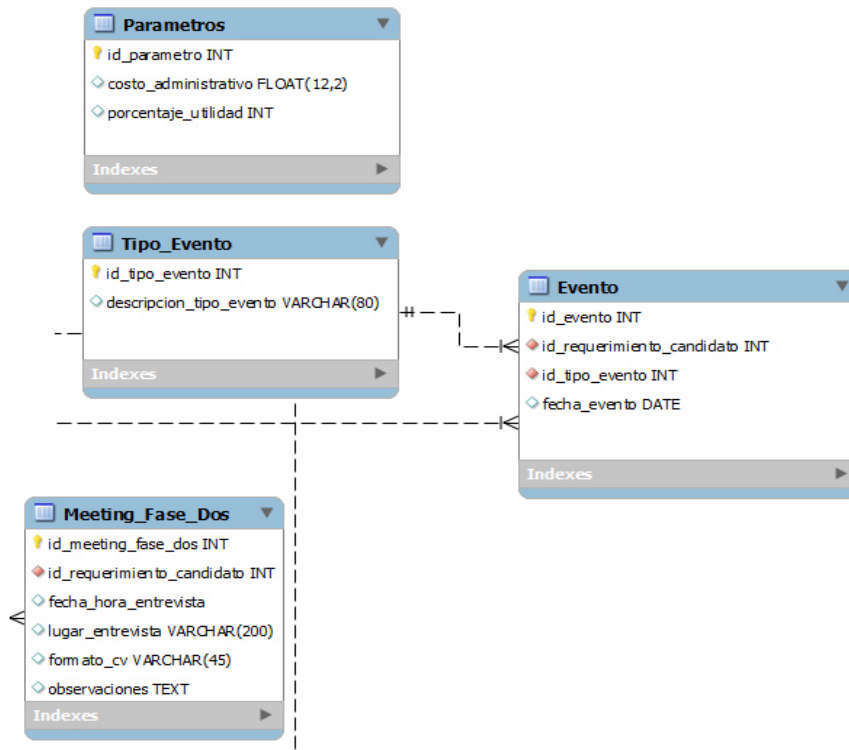 Parametros
id_parametro INT
costo_administrativo FLOAT(12,2)
porcentaje_utilidad INT
Indexes
Tipo_Evento
id_tipo_evento INT
descripcion_tipo_evento VARCHAR(80)
Indexes
Evento
id_evento INT
id_requerimiento_candidato INT
id_tipo_evento INT
fecha_evento DATE
Indexes
Meeting_Fase_Dos
id_meeting_fase_dos INT
id_requerimiento_candidato INT
fecha_hora_entrevista
lugar_entrevista VARCHAR(200)
formato_cv VARCHAR(45)
observaciones TEXT
Indexes